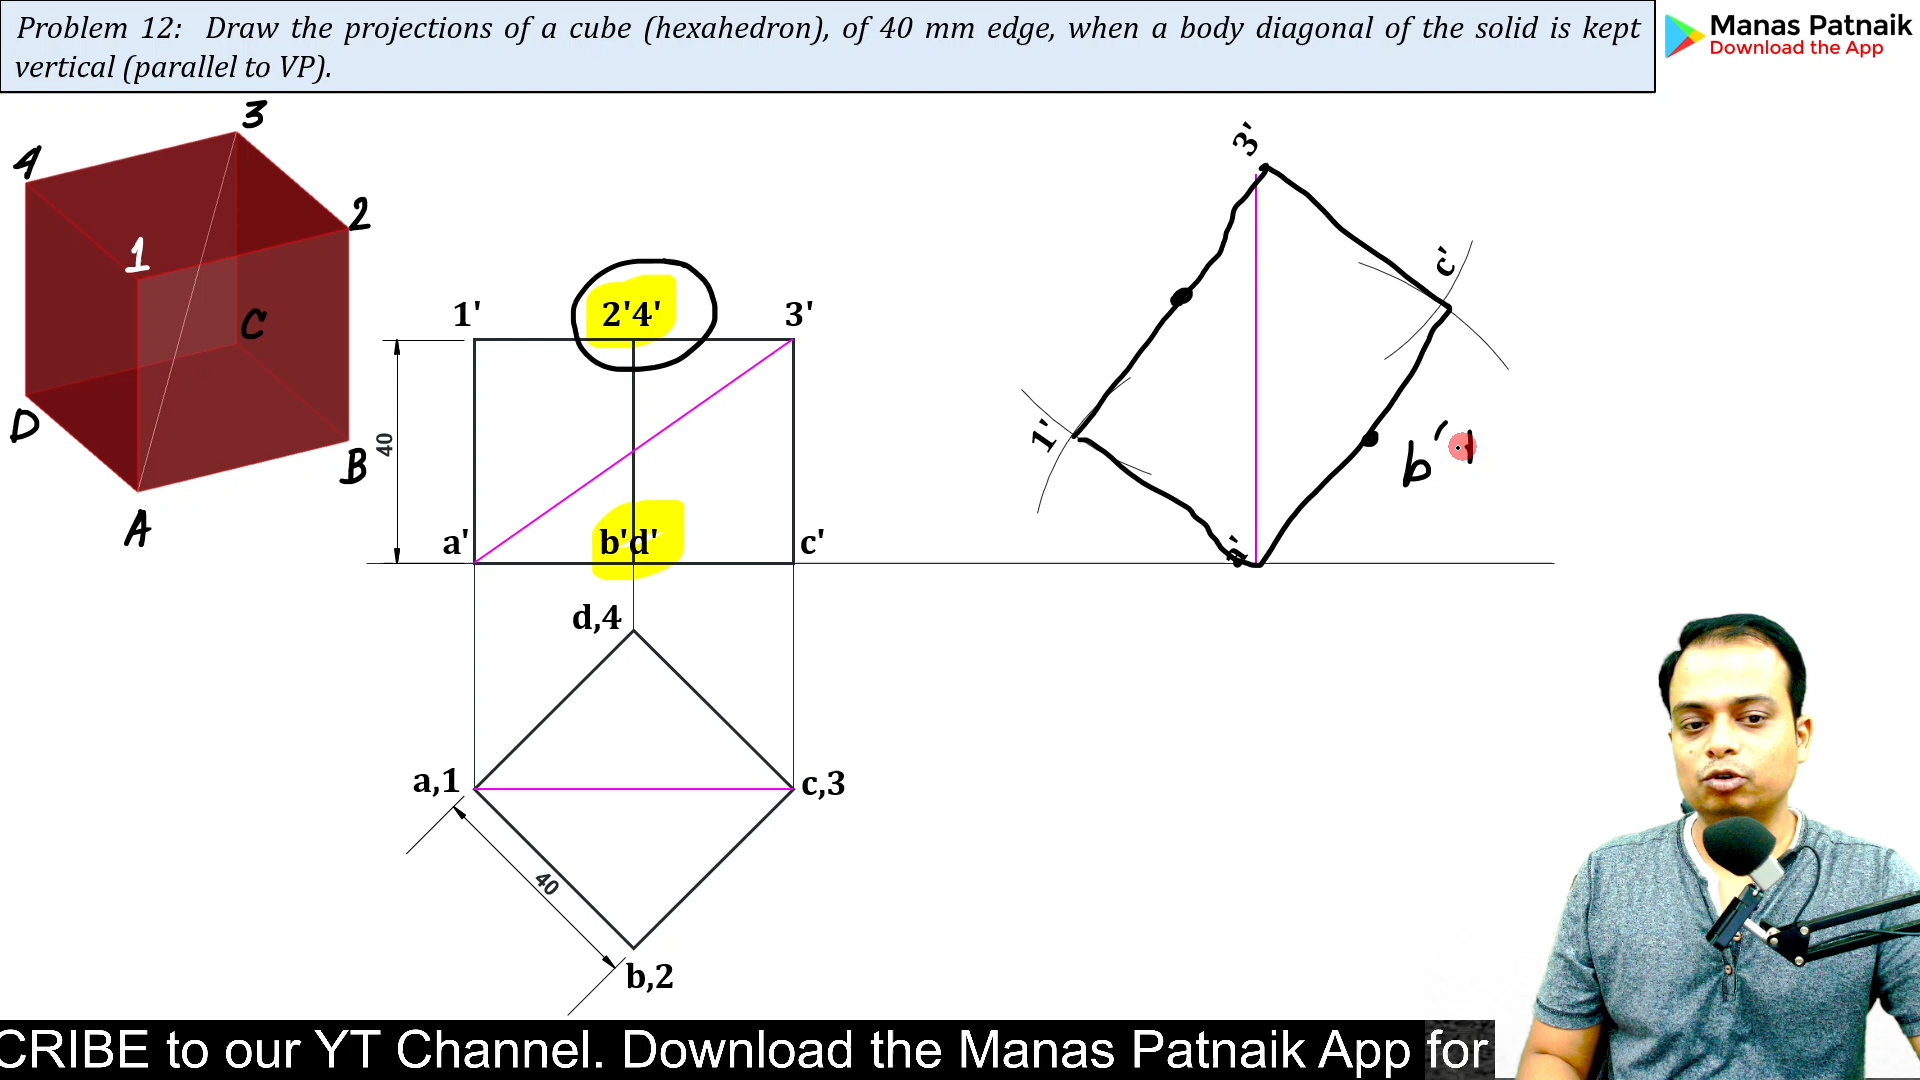 Problem 12: Draw the projections of a cube (hexahedron), of 40 mm edge, when a body diagonal of the solid is kept
vertical (parallel to VP).
Manas Patnaik
Download the App
3
4
2
1
C
D
B
A
1'
2'4'
3'
40
a'
b'd'
c'
d,4
a,1
c,3
40
b,2
3'
c'
1'
b'
CRIBE to our YT Channel. Download the Manas Patnaik App for